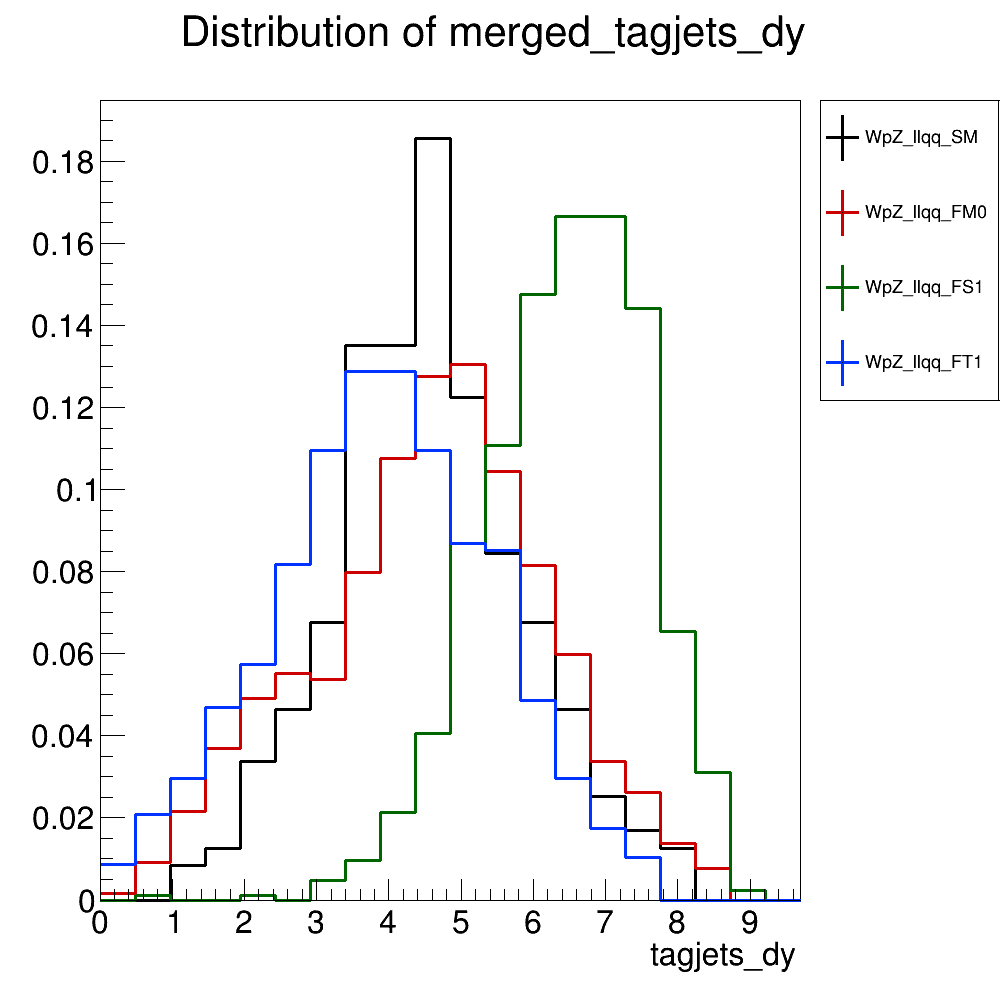 Distribution of merged_tagjets_dy
0.18
0.16
0.14
0.12
0.1
0.08
0.06
0.04
0.02
0
0 1 2 3 4 5 6 7 8 9
tagjets_dy
WpZ_llqq_SM
WpZ_llqq_FM0
WpZ_llqq_FS1
WpZ_llqq_FT1